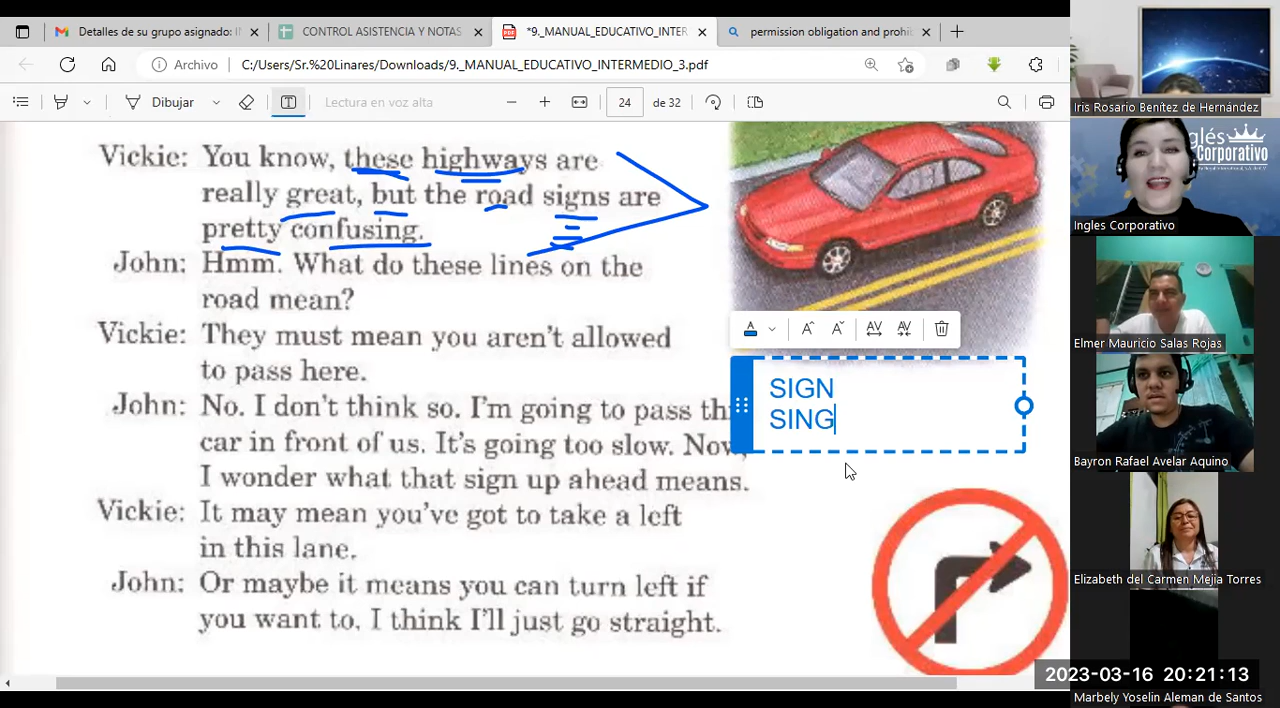 Detalles de su grupo asignado: I
CONTROL ASISTENCIA Y NOTAS
*9._MANUAL_EDUCATIVO_INTER
permission obligation and prohi
Archivo
C:/Users/Sr.%20Linares/Downloads/9._MANUAL_EDUCATIVO_INTERMEDIO_3.pdf
Dibujar
Lectura en voz alta
24
de 32
Vickie: You know, these highways are
really great, but the road signs are
pretty confusing.
John: Hmm. What do these lines on the
road mean?
Vickie: They must mean you aren't allowed
to pass here.
John: No. I don't think so. I'm going to pass th
car in front of us. It's going too slow. Now,
I wonder what that sign up ahead means.
Vickie: It may mean you've got to take a left
in this lane.
John: Or maybe it means you can turn left if
you want to. I think I'll just go straight.
SIGN
SING
Iris Rosario Benítez de Hernández
glés
Corporativo
Ingles Corporativo
Elmer Mauricio Salas Rojas
Bayron Rafael Avelar Aquino
Elizabeth del Carmen Mejía Torres
2023-03-16 20:21:13
Marbely Yoselin Aleman de Santos